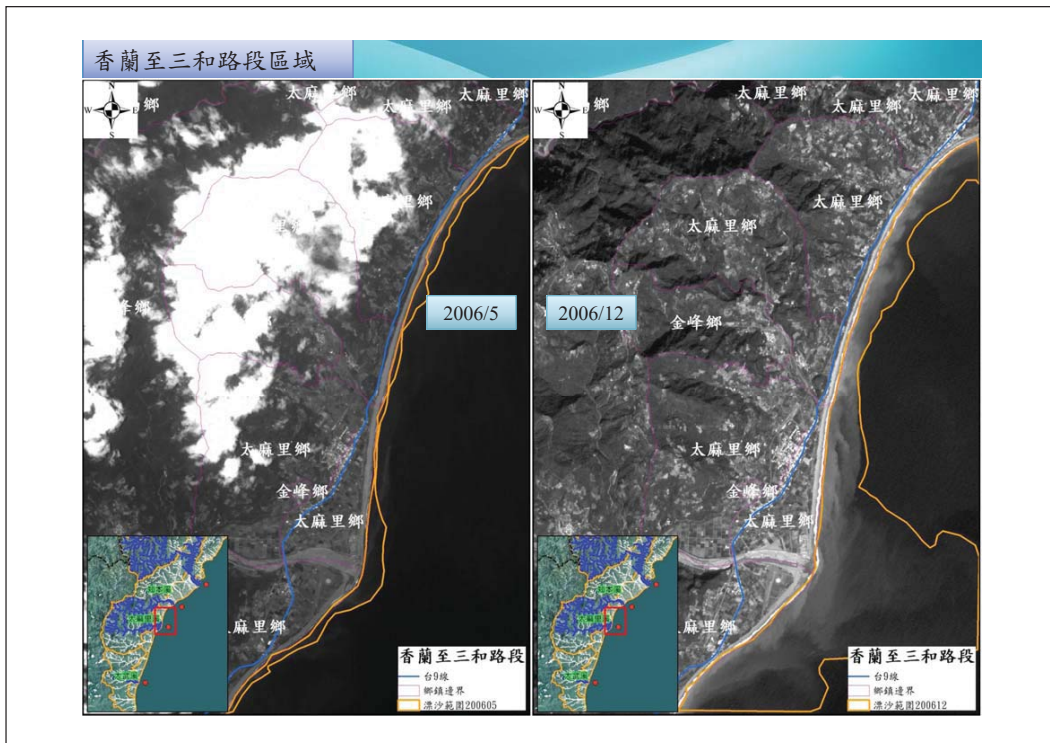 香蘭至三和路段區域
N
W
E
S
鄉
太麻里鄉
太麻里鄉
太麻里鄉
麻里鄉
峰鄉
2006/5
太麻里鄉
金峰鄉
太麻里鄉
太麻里鄉
香蘭至三和路段
台9線
鄉鎮邊界
漂沙範圍200605
N
W
E
S
鄉
太麻里鄉
太麻里鄉
太麻里鄉
太麻里鄉
太麻里鄉
2006/12
金峰鄉
太麻里鄉
金峰鄉
太麻里鄉
太麻里鄉
香蘭至三和路段
台9線
鄉鎮邊界
漂沙範圍200612